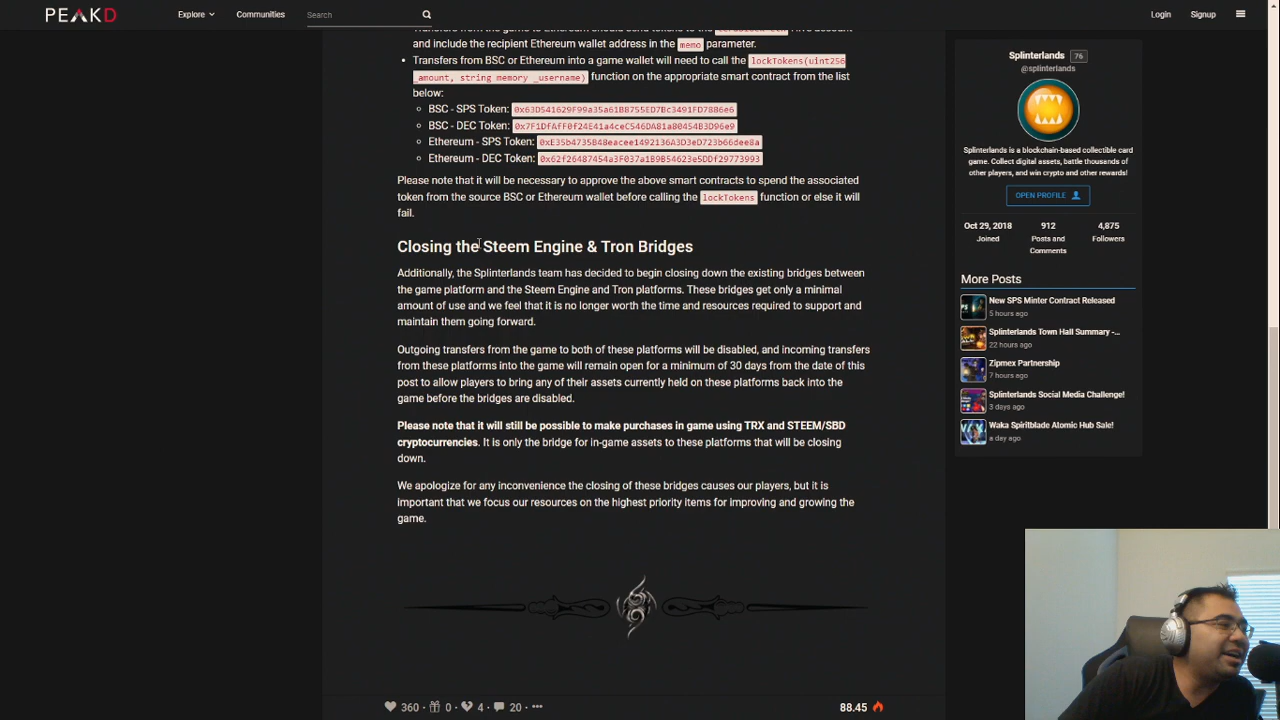 PEAKD
Explore
Communities
Search
Login
Signup
and include the recipient Ethereum wallet address in the memo parameter.
Transfers from BSC or Ethereum into a game wallet will need to call the lockTokens(uint256
_amount, string memory _username) function on the appropriate smart contract from the list
below:
BSC - SPS Token: 0x63D541629F99a35a61B8755ED7Bc3491FD7886e6
BSC - DEC Token: 0x7F1DfAfF0f24E41a4ceC546DA81a80454B3D96e9
Ethereum - SPS Token: 0xE35b4735B48eacee1492136A3D3eD723b66dee8a
Ethereum - DEC Token: 0x62f26487454a3F037a1B9B54623e5DDf29773993
Please note that it will be necessary to approve the above smart contracts to spend the associated
token from the source BSC or Ethereum wallet before calling the lockTokens function or else it will
fail.
Closing the Steem Engine & Tron Bridges
Additionally, the Splinterlands team has decided to begin closing down the existing bridges between
the game platform and the Steem Engine and Tron platforms. These bridges get only a minimal
amount of use and we feel that it is no longer worth the time and resources required to support and
maintain them going forward.
Outgoing transfers from the game to both of these platforms will be disabled, and incoming transfers
from these platforms into the game will remain open for a minimum of 30 days from the date of this
post to allow players to bring any of their assets currently held on these platforms back into the
game before the bridges are disabled.
Please note that it will still be possible to make purchases in game using TRX and STEEM/SBD
cryptocurrencies. It is only the bridge for in-game assets to these platforms that will be closing
down.
We apologize for any inconvenience the closing of these bridges causes our players, but it is
important that we focus our resources on the highest priority items for improving and growing the
game.
360
0
4
20
88.45
Splinterlands 76
@splinterlands
Splinterlands is a blockchain-based collectible card
game. Collect digital assets, battle thousands of
other players, and win crypto and other rewards!
OPEN PROFILE
Oct 29, 2018
Joined
912
Posts and
Comments
4,875
Followers
More Posts
New SPS Minter Contract Released
5 hours ago
Splinterlands Town Hall Summary -...
22 hours ago
Zipmex Partnership
7 hours ago
Splinterlands Social Media Challenge!
3 days ago
Waka Spiritblade Atomic Hub Sale!
a day ago